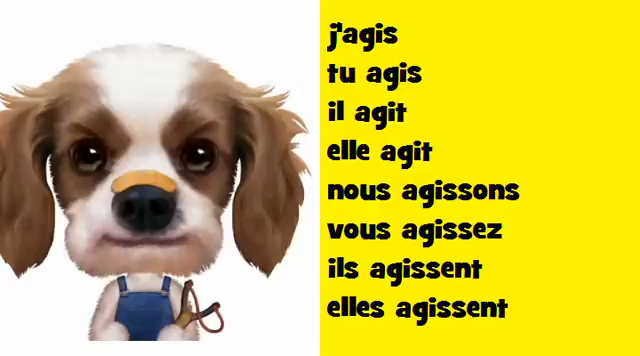 j'agis
tu agis
il agit
elle agit
nous agissons
vous agissez
ils agissent
elles agissent